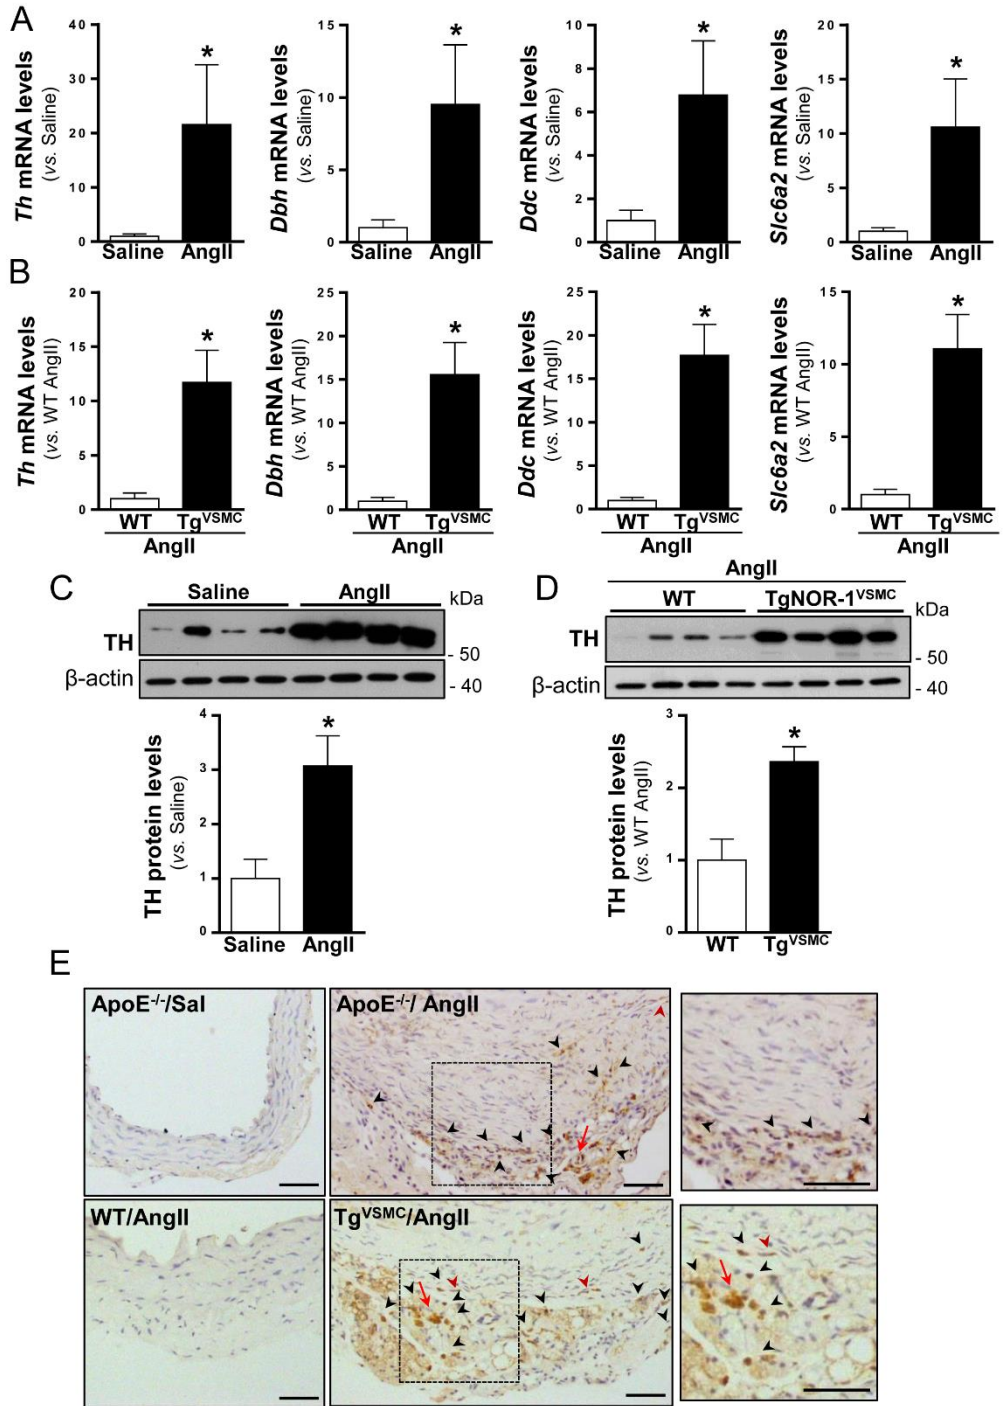 A
Th mRNA levels
(vs. Saline)
40
30
20
10
0
*
Saline AngII
Dbh mRNA levels
(vs. Saline)
15
10
5
0
*
Saline AngII
Ddc mRNA levels
(vs. Saline)
10
8
6
4
2
0
*
Saline AngII
Slc6a2 mRNA levels
(vs. Saline)
20
15
10
5
0
*
Saline AngII
B
Th mRNA levels
(vs. WT AngII)
20
15
10
5
0
*
WT TgVSMC
AngII
Dbh mRNA levels
(vs. WT AngII)
25
20
15
10
5
0
*
WT TgVSMC
AngII
Ddc mRNA levels
(vs. WT AngII)
25
20
15
10
5
0
*
WT TgVSMC
AngII
Slc6a2 mRNA levels
(vs. WT AngII)
15
10
5
0
*
WT TgVSMC
AngII
C
Saline AngII
kDa
TH
- 50
β-actin
- 40
TH protein levels
(vs. Saline)
4
3
2
1
0
*
Saline AngII
D
AngII
WT TgNOR-1VSMC
kDa
TH
- 50
β-actin
- 40
TH protein levels
(vs. WT AngII)
3
2
1
0
*
WT TgVSMC
E
ApoE-/-/Sal
ApoE-/-/ AngII
WT/AngII
TgVSMC/AngII